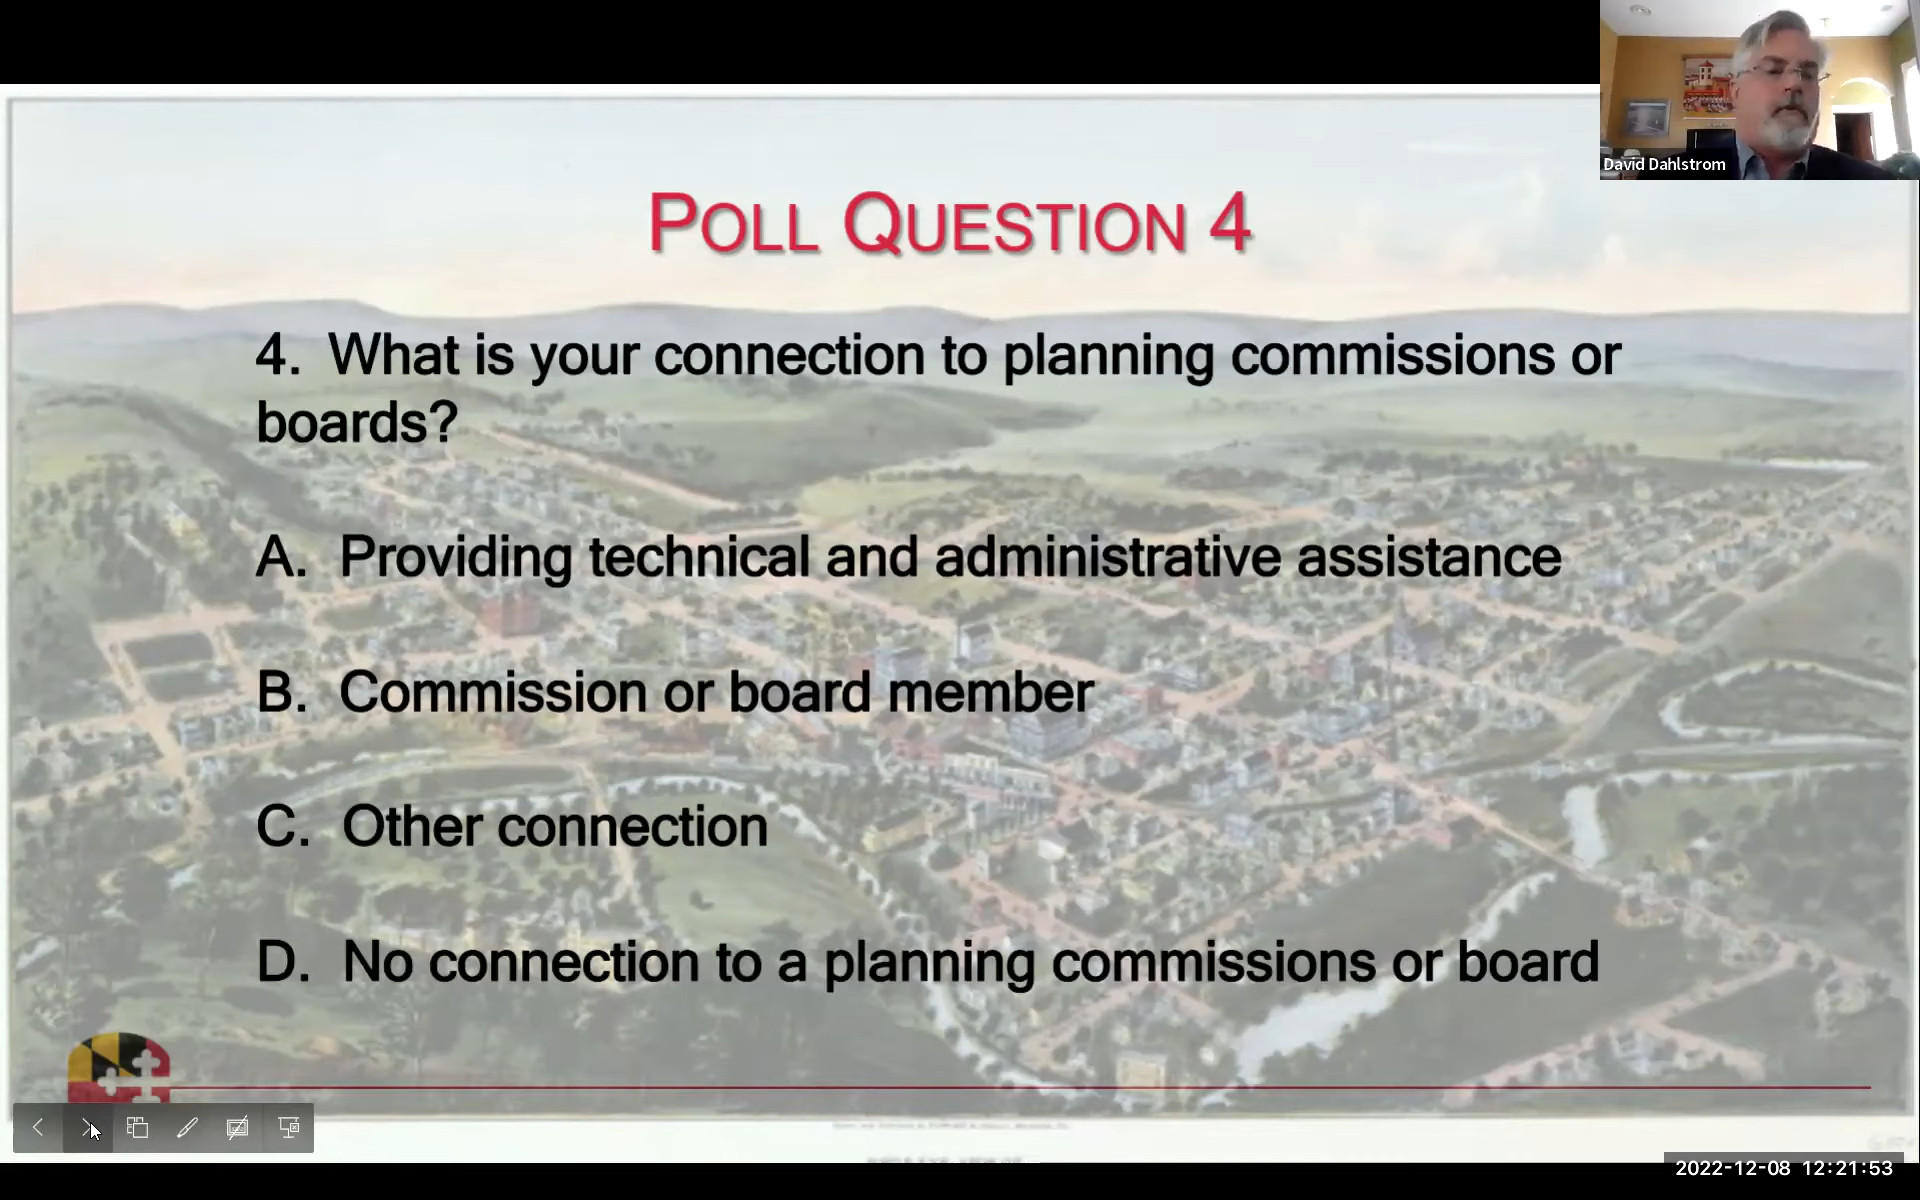 David Dahlstrom
POLL QUESTION 4
4. What is your connection to planning commissions or
boards?
A. Providing technical and administrative assistance
B. Commission or board member
C. Other connection
D. No connection to a planning commissions or board
2022-12-08 12:21:53